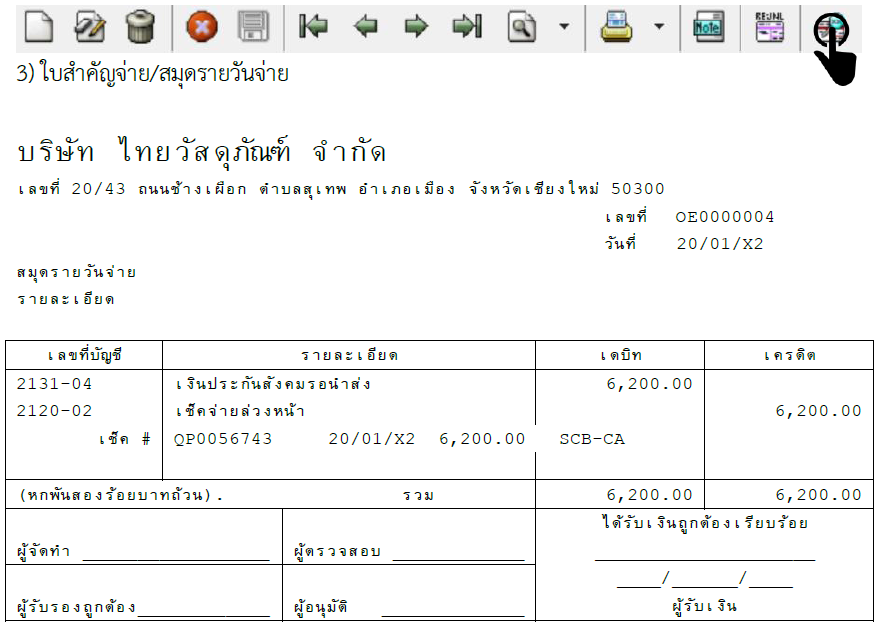 Note
RE:JNL
3) ใบสำคัญจ่าย/สมุดรายวันจ่าย
บริษัท ไทยวัสดุภัณฑ์ จำกัด
เลขที่ 20/43 ถนนช้างเผือก ตำบลสุเทพ อำเภอเมือง จังหวัดเชียงใหม่ 50300
เลขที่ OE0000004
วันที่ 20/01/X2
สมุดรายวันจ่าย
รายละเอียด
เลขที่บัญชี รายละเอียด เดบิท เครดิต
2131-04 เงินประกันสังคมรอนำส่ง 6,200.00
2120-02 เช็คจ่ายล่วงหน้า 6,200.00
เช็ค # QP0056743 20/01/X2 6,200.00 SCB-CA
(หกพันสองร้อยบาทถ้วน). รวม 6,200.00 6,200.00
ได้รับเงินถูกต้องเรียบร้อย
ผู้จัดทำ _________________ ผู้ตรวจสอบ ____________ ____________________
____/______/____
ผู้รับรองถูกต้อง____________ ผู้อนุมัติ _____________ ผู้รับเงิน